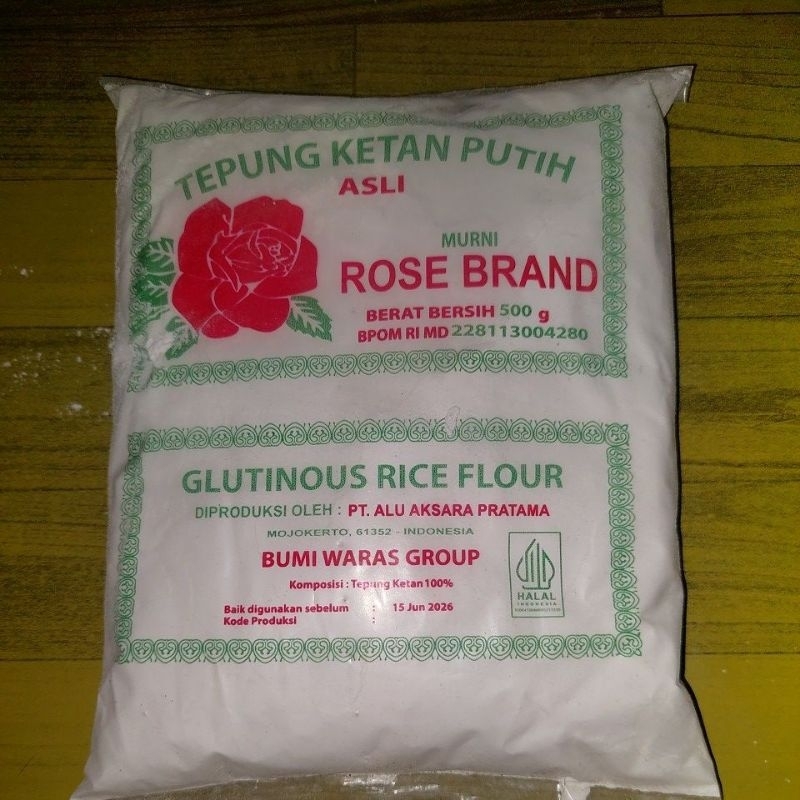 TEPUNG KETAN PUTIH
ASLI
MURNI
ROSE BRAND
BERAT BERSIH 500 g
BPOM RI MD 228113004280
GLUTINOUS RICE FLOUR
DIPRODUKSI OLEH : PT. ALU AKSARA PRATAMA
MOJOKERTO, 61352 - INDONESIA
BUMI WARAS GROUP
Komposisi : Tepung Ketan 100%
HALAL
INDONESIA
Baik digunakan sebelum : 15 Jun 2026
Kode Produksi :